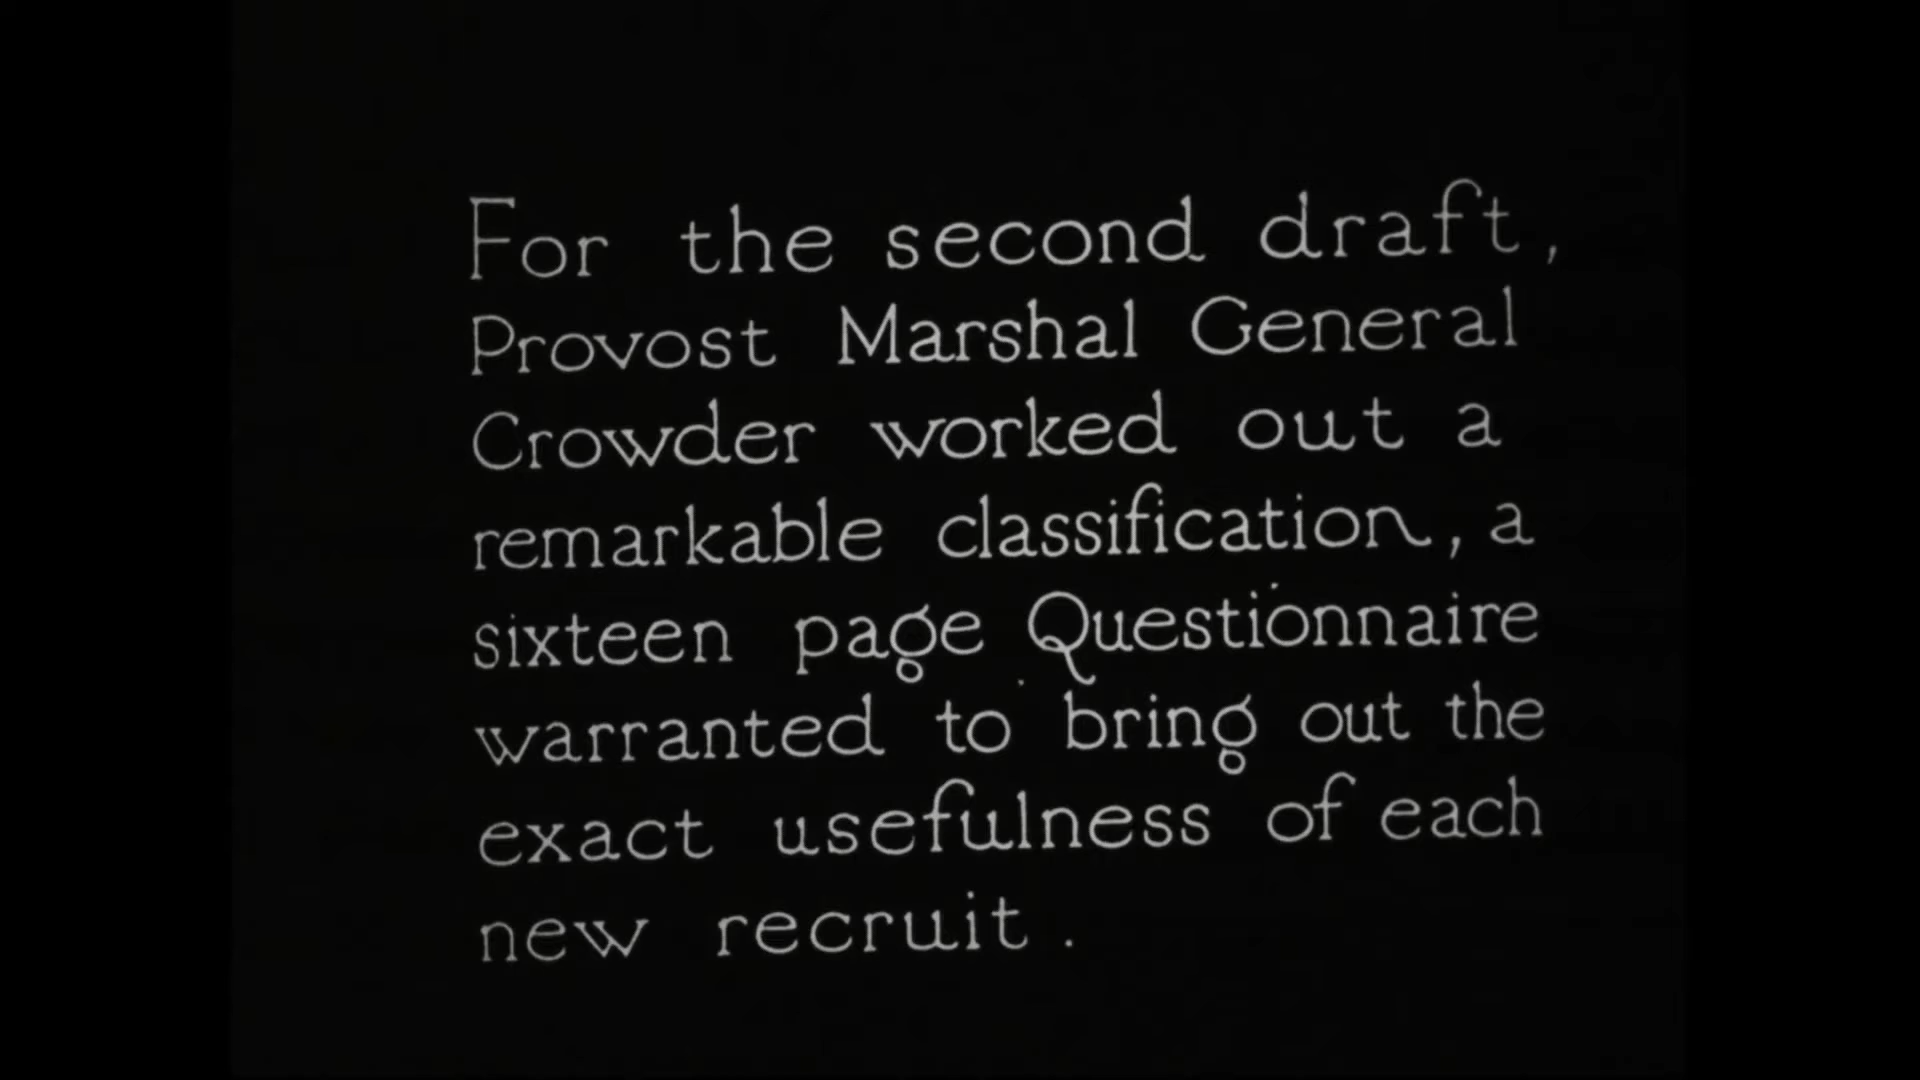 For the second draft,
Provost Marshal General
Crowder worked out a
remarkable classification, a
sixteen page Questionnaire
warranted to bring out the
exact usefulness of each
new recruit.